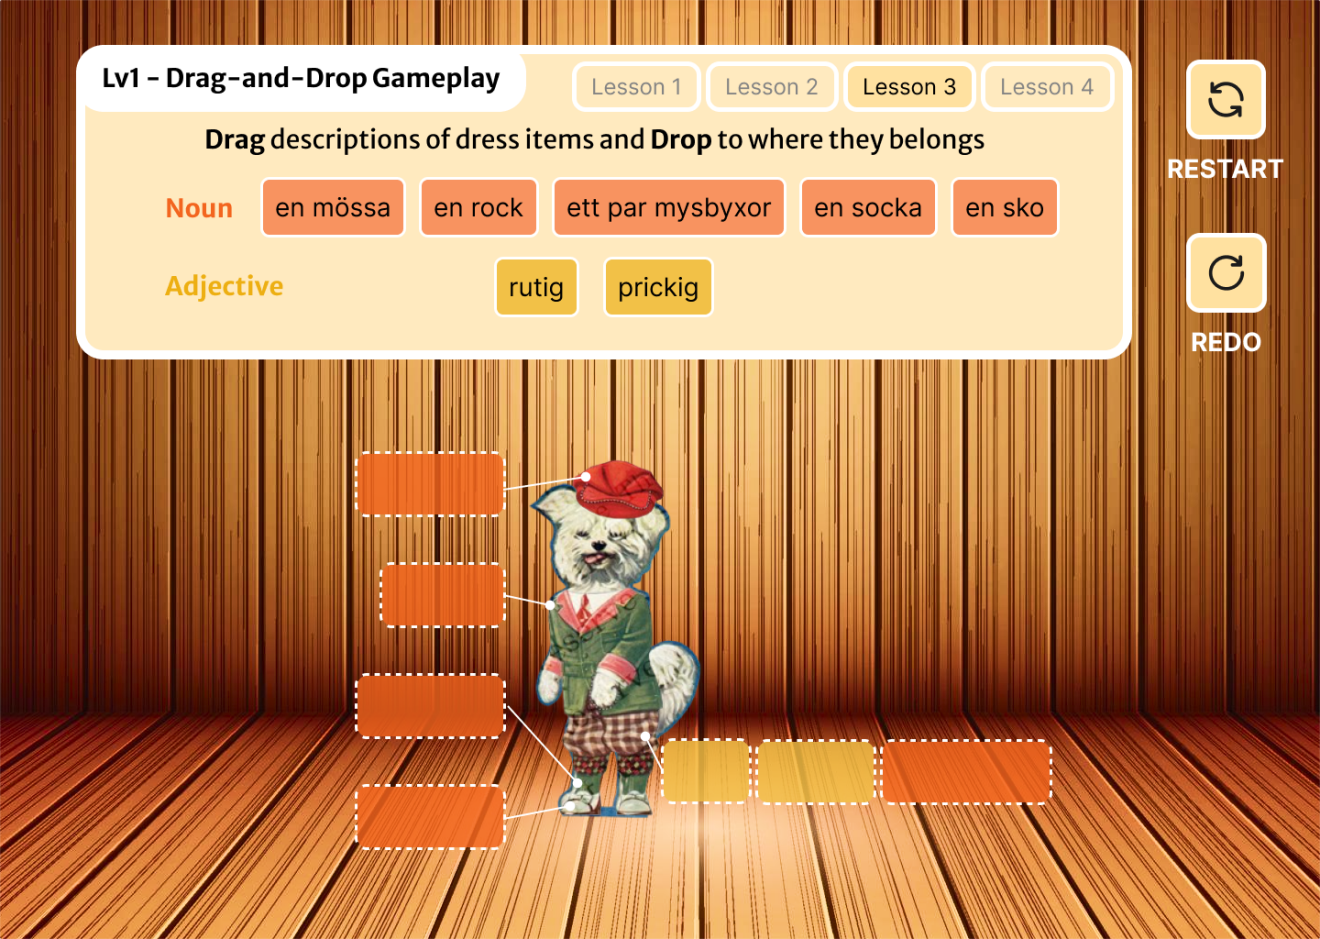 Lv1 - Drag-and-Drop Gameplay
Lesson 1 Lesson 2 Lesson 3 Lesson 4
Drag descriptions of dress items and Drop to where they belongs
Noun en mössa en rock ett par mysbyxor en socka en sko
Adjective rutig prickig
RESTART
REDO